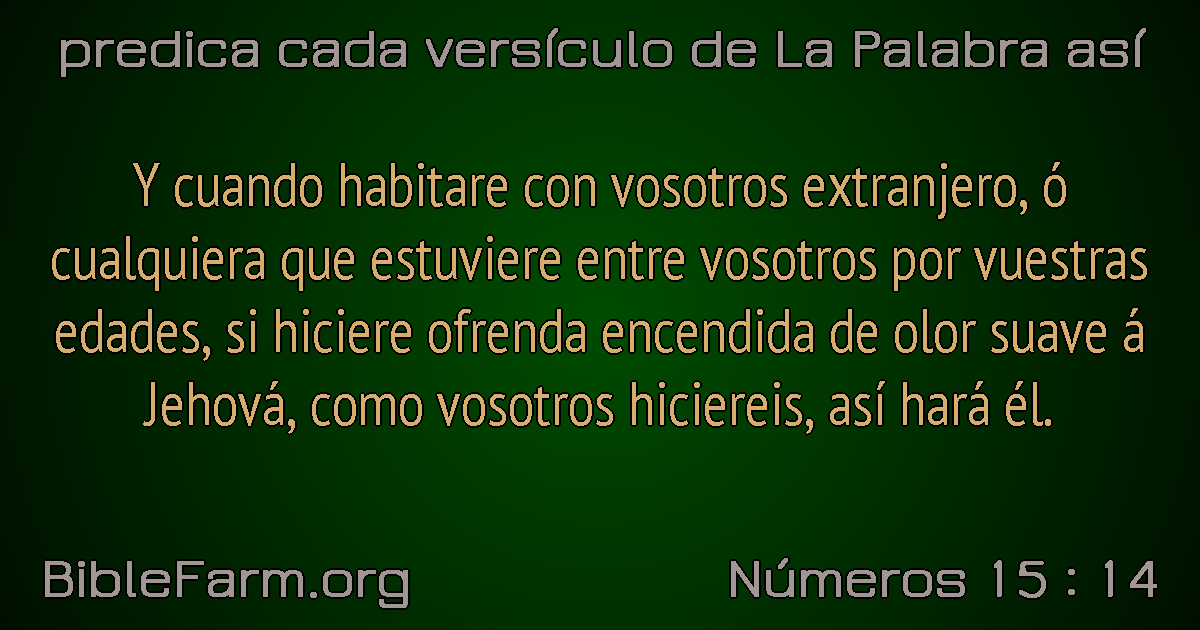 predica cada versículo de La Palabra así
Y cuando habitare con vosotros extranjero, ó
cualquiera que estuviere entre vosotros por vuestras
edades, si hiciere ofrenda encendida de olor suave á
Jehová, como vosotros hiciereis, así hará él.
BibleFarm.org Números 15 : 14